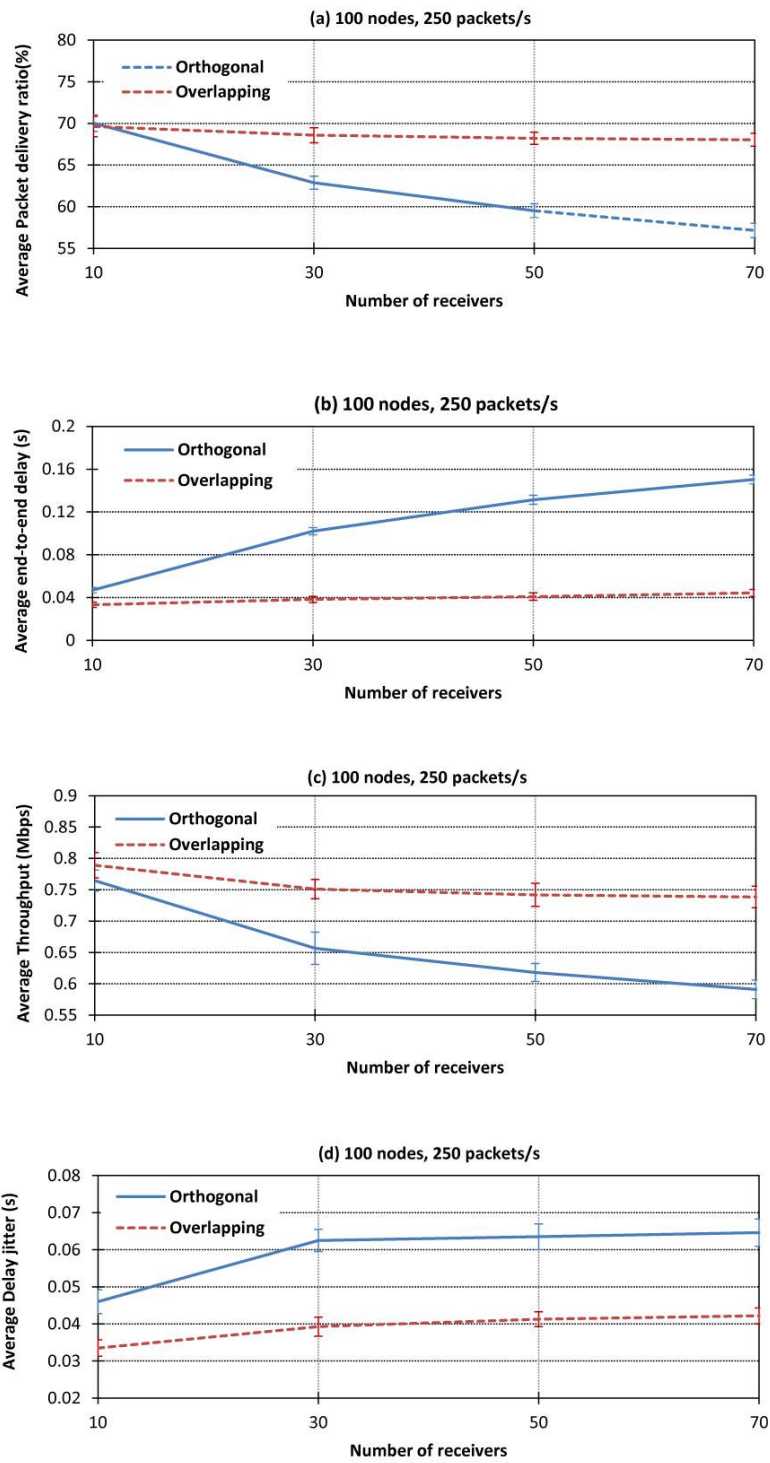 (a) 100 nodes, 250 packets/s
Average Packet delivery ratio(%)
80
75
70
65
60
55
Orthogonal
Overlapping
10 30 50 70
Number of receivers
(b) 100 nodes, 250 packets/s
Average end-to-end delay (s)
0.2
0.16
0.12
0.08
0.04
0
Orthogonal
Overlapping
10 30 50 70
Number of receivers
(c) 100 nodes, 250 packets/s
Average Throughput (Mbps)
0.9
0.85
0.8
0.75
0.7
0.65
0.6
0.55
Orthogonal
Overlapping
10 30 50 70
Number of receivers
(d) 100 nodes, 250 packets/s
Average Delay jitter (s)
0.08
0.07
0.06
0.05
0.04
0.03
0.02
Orthogonal
Overlapping
10 30 50 70
Number of receivers